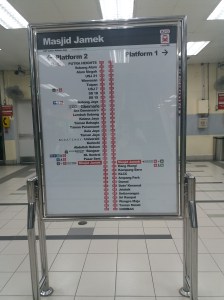 Masjid Jamek
Platform 2
Platform 1
PUTRA HEIGHTS
Subang Alam
Alam Megah
USJ 21
Wawasan
Taipan
USJ 7
SS 18
SS 15
Subang Jaya
Glenmarie
Ara Damansara
Lembah Subang
Kelana Jaya
Taman Bahagia
Taman Paramount
Asia Jaya
Taman Jaya
Universiti
Kerinchi
Abdullah Hukum
Bangsar
KL Sentral
Pasar Seni
Masjid Jamek
Masjid Jamek
Dang Wangi
Kampung Baru
KLCC
Ampang Park
Damai
Dato' Keramat
Jelatek
Setiawangsa
Sri Rampai
Wangsa Maju
Taman Melati
GOMBAK